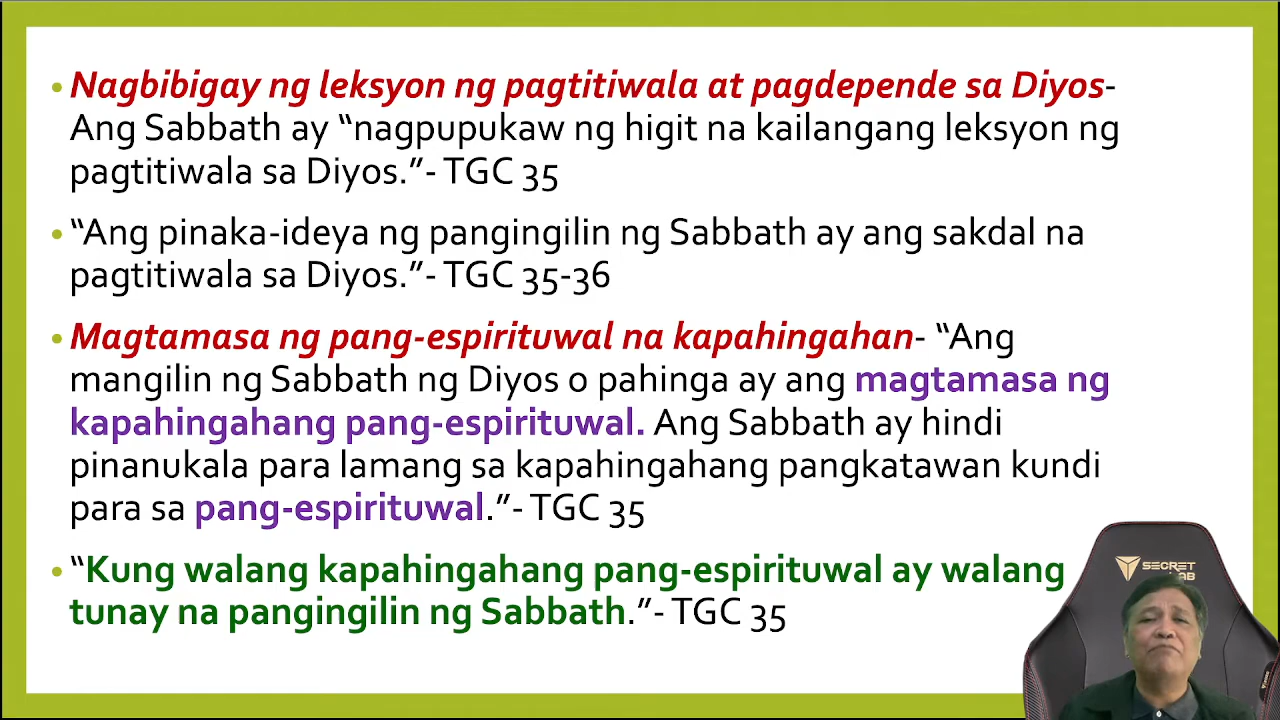 • Nagbibigay ng leksyon ng pagtitiwala at pagdepende sa Diyos-
Ang Sabbath ay “nagpupukaw ng higit na kailangang leksyon ng
pagtitiwala sa Diyos.”- TGC 35
• “Ang pinaka-ideya ng pangingilin ng Sabbath ay ang sakdal na
pagtitiwala sa Diyos.”- TGC 35-36
• Magtamasa ng pang-espirituwal na kapahingahan- “Ang
mangilin ng Sabbath ng Diyos o pahinga ay ang magtamasa ng
kapahingahang pang-espirituwal. Ang Sabbath ay hindi
pinanukala para lamang sa kapahingahang pangkatawan kundi
para sa pang-espirituwal.”- TGC 35
• “Kung walang kapahingahang pang-espirituwal ay walang
tunay na pangingilin ng Sabbath.”- TGC 35
SECRET
LAB